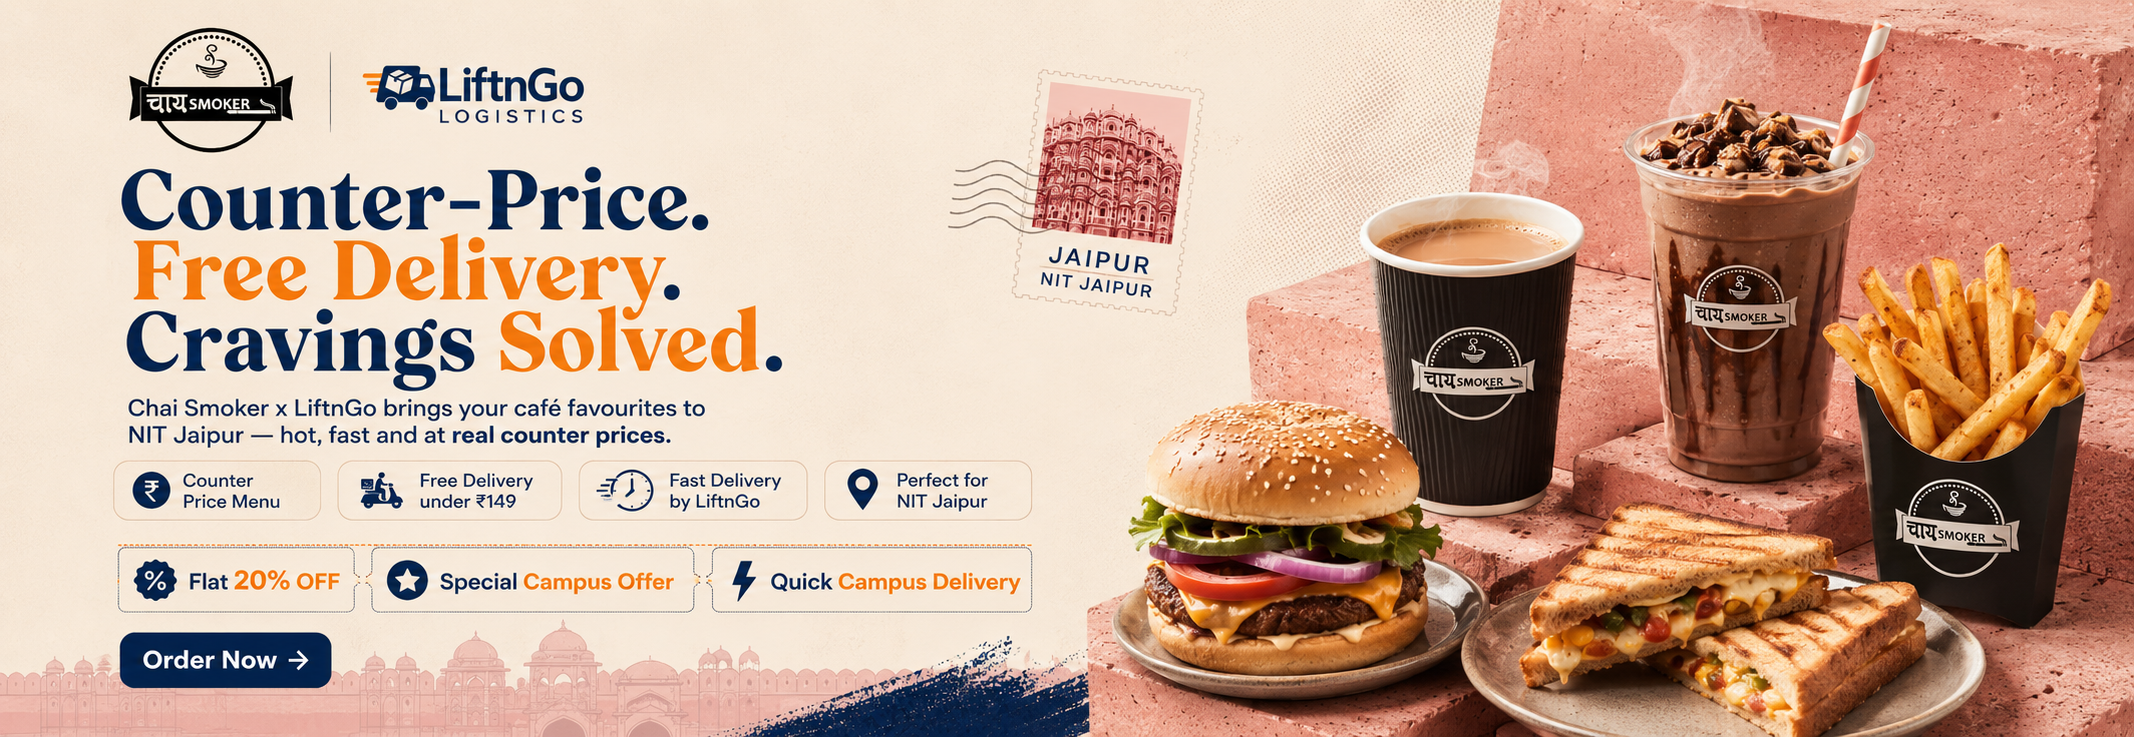 चाय SMOKER
LiftnGo
LOGISTICS
Counter-Price.
Free Delivery.
Cravings Solved.
Chai Smoker x LiftnGo brings your café favourites to
NIT Jaipur — hot, fast and at real counter prices.
₹ Counter
Price Menu
Free Delivery
under ₹149
Fast Delivery
by LiftnGo
Perfect for
NIT Jaipur
% Flat 20% OFF
Special Campus Offer
Quick Campus Delivery
Order Now →
JAIPUR
NIT JAIPUR
चाय SMOKER
चाय SMOKER
चाय SMOKER